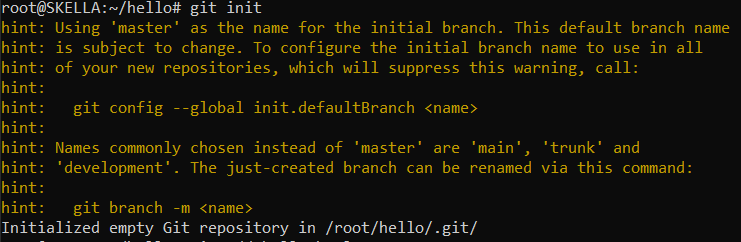 root@SKELLA:~/hello# git init
hint: Using 'master' as the name for the initial branch. This default branch name
hint: is subject to change. To configure the initial branch name to use in all
hint: of your new repositories, which will suppress this warning, call:
hint:
hint:   git config --global init.defaultBranch <name>
hint:
hint: Names commonly chosen instead of 'master' are 'main', 'trunk' and
hint: 'development'. The just-created branch can be renamed via this command:
hint:
hint:   git branch -m <name>
Initialized empty Git repository in /root/hello/.git/